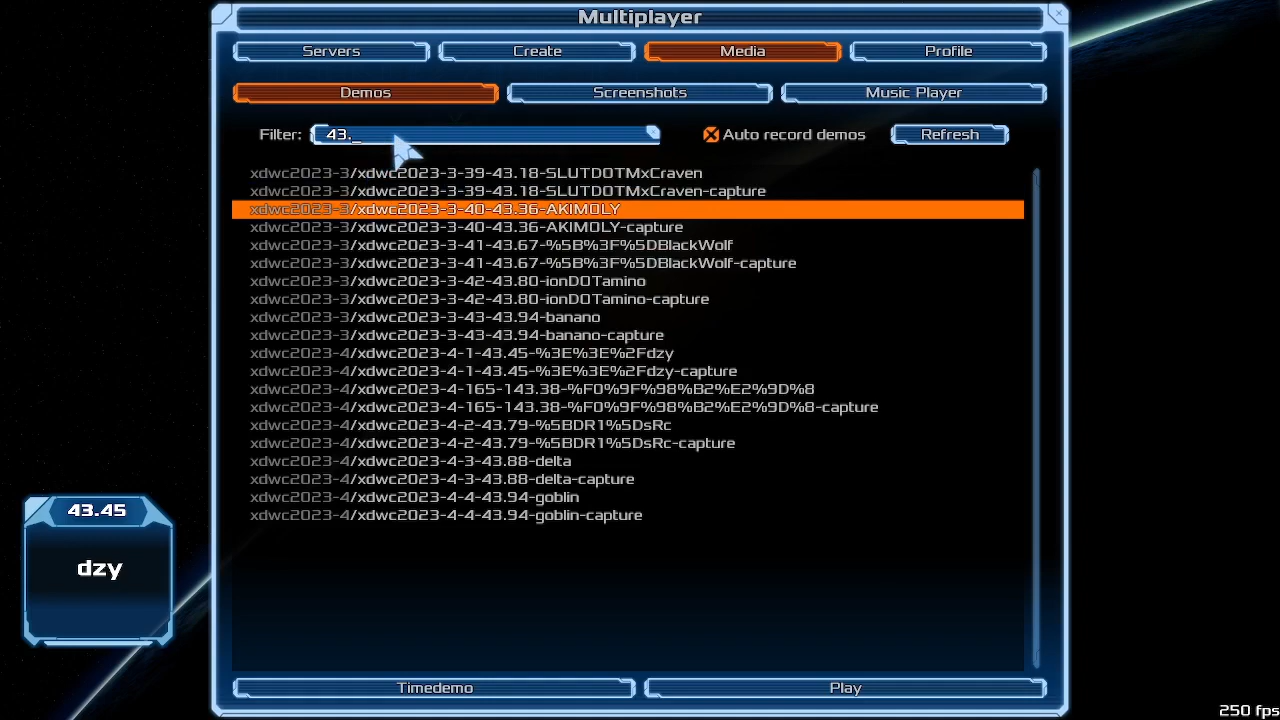 Multiplayer
Servers Create Media Profile
Demos Screenshots Music Player
Filter: 43._ Auto record demos Refresh
xdwc2023-3/xdwc2023-3-39-43.18-SLUTDOTMxCraven
xdwc2023-3/xdwc2023-3-39-43.18-SLUTDOTMxCraven-capture
xdwc2023-3/xdwc2023-3-40-43.36-AKIMOLY
xdwc2023-3/xdwc2023-3-40-43.36-AKIMOLY-capture
xdwc2023-3/xdwc2023-3-41-43.67-%5B%3F%5DBlackWolf
xdwc2023-3/xdwc2023-3-41-43.67-%5B%3F%5DBlackWolf-capture
xdwc2023-3/xdwc2023-3-42-43.80-ionDOTamino
xdwc2023-3/xdwc2023-3-42-43.80-ionDOTamino-capture
xdwc2023-3/xdwc2023-3-43-43.94-banano
xdwc2023-3/xdwc2023-3-43-43.94-banano-capture
xdwc2023-4/xdwc2023-4-1-43.45-%3E%3E%2Fdzy
xdwc2023-4/xdwc2023-4-1-43.45-%3E%3E%2Fdzy-capture
xdwc2023-4/xdwc2023-4-165-143.38-%F0%9F%98%B2%E2%9D%8
xdwc2023-4/xdwc2023-4-165-143.38-%F0%9F%98%B2%E2%9D%8-capture
xdwc2023-4/xdwc2023-4-2-43.79-%5BDR1%5DsRc
xdwc2023-4/xdwc2023-4-2-43.79-%5BDR1%5DsRc-capture
xdwc2023-4/xdwc2023-4-3-43.88-delta
xdwc2023-4/xdwc2023-4-3-43.88-delta-capture
xdwc2023-4/xdwc2023-4-4-43.94-goblin
xdwc2023-4/xdwc2023-4-4-43.94-goblin-capture
43.45
dzy
Timedemo Play
250 fps